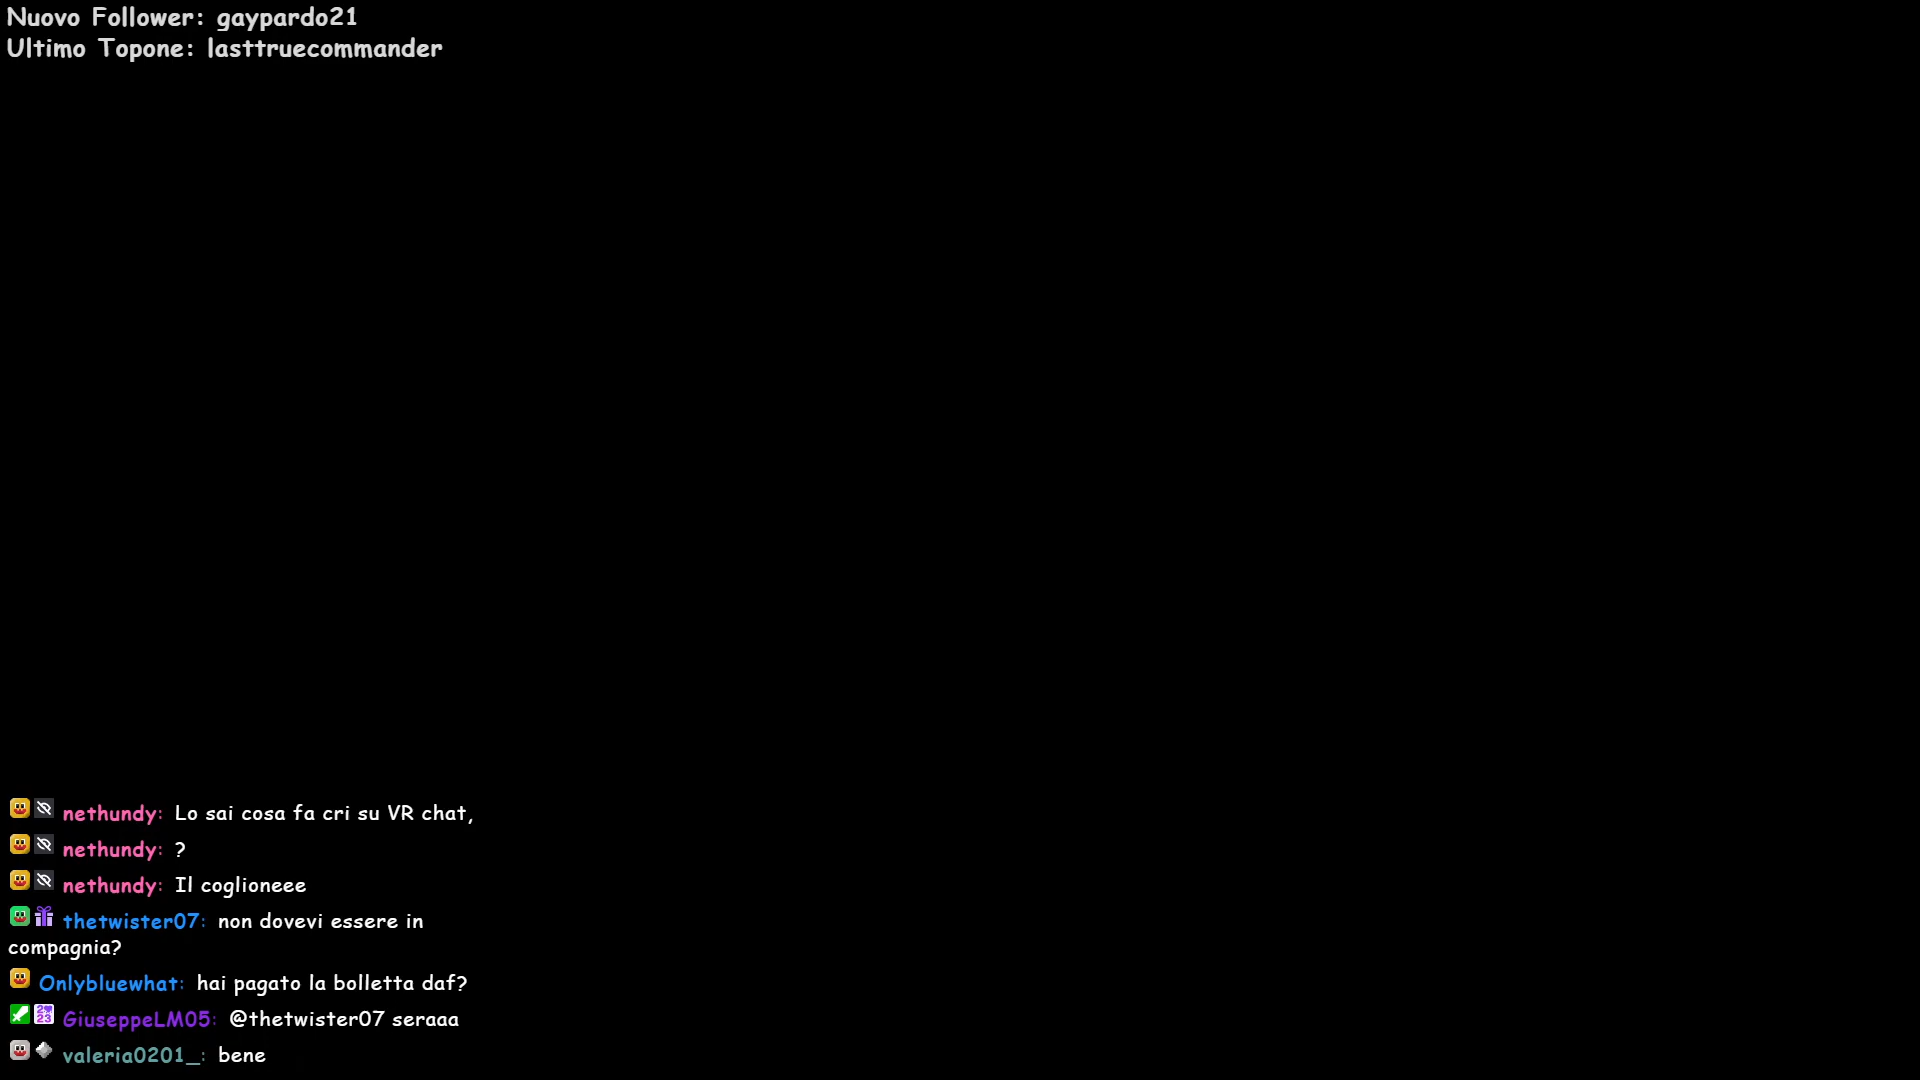 Nuovo Follower: gaypardo21
Ultimo Topone: lasttruecommander
nethundy: Lo sai cosa fa cri su VR chat,
nethundy: ?
nethundy: Il coglioneee
thetwister07: non dovevi essere in
compagnia?
Onlybluewhat: hai pagato la bolletta daf?
GiuseppeLM05: @thetwister07 seraaa
valeria0201_: bene